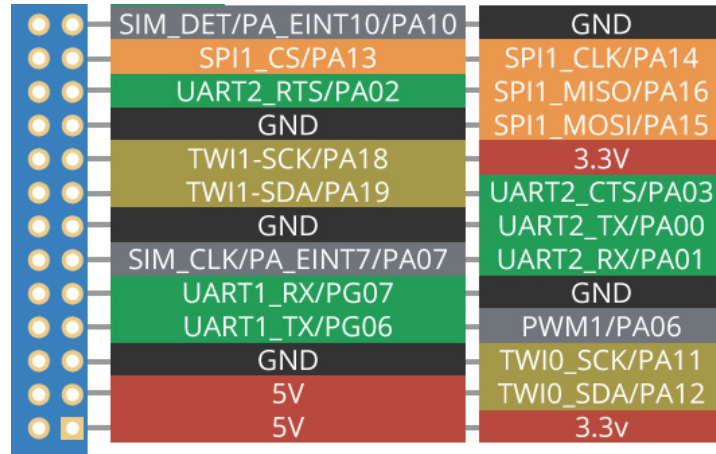 SIM_DET/PA_EINT10/PA10 GND
SPI1_CS/PA13 SPI1_CLK/PA14
UART2_RTS/PA02 SPI1_MISO/PA16
GND SPI1_MOSI/PA15
TWI1-SCK/PA18 3.3V
TWI1-SDA/PA19 UART2_CTS/PA03
GND UART2_TX/PA00
SIM_CLK/PA_EINT7/PA07 UART2_RX/PA01
UART1_RX/PG07 GND
UART1_TX/PG06 PWM1/PA06
GND TWI0_SCK/PA11
5V TWI0_SDA/PA12
5V 3.3v